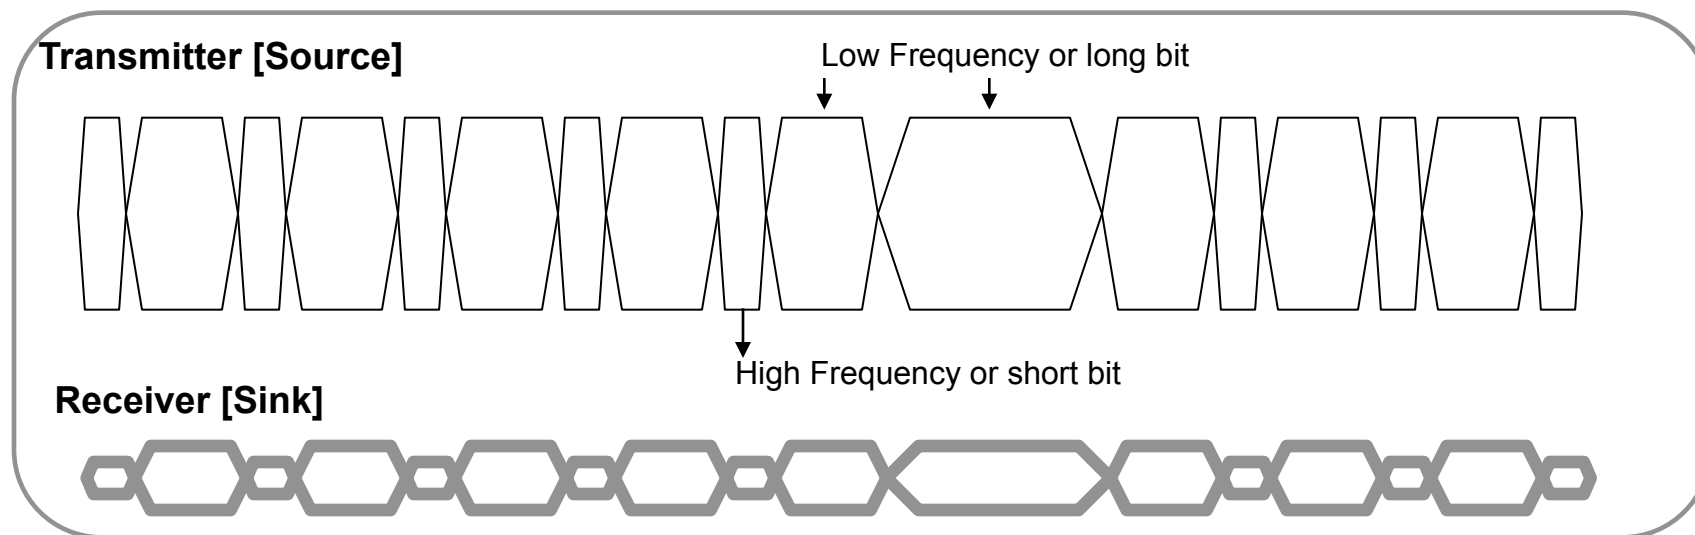 Transmitter [Source]
Low Frequency or long bit
High Frequency or short bit
Receiver [Sink]